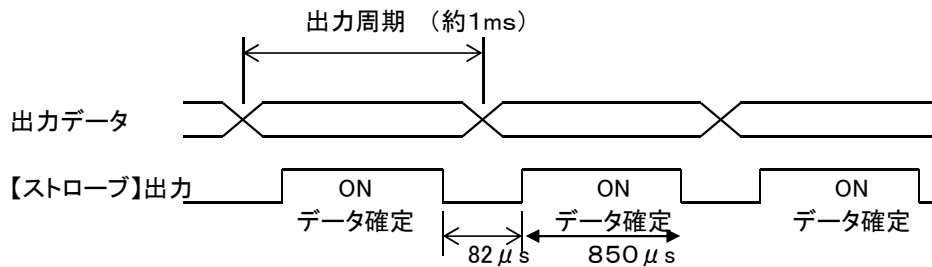 出力周期 （約1ms）
出力データ
【ストローブ】出力
ON
データ確定
ON
データ確定
ON
データ確定
82μs
850μs